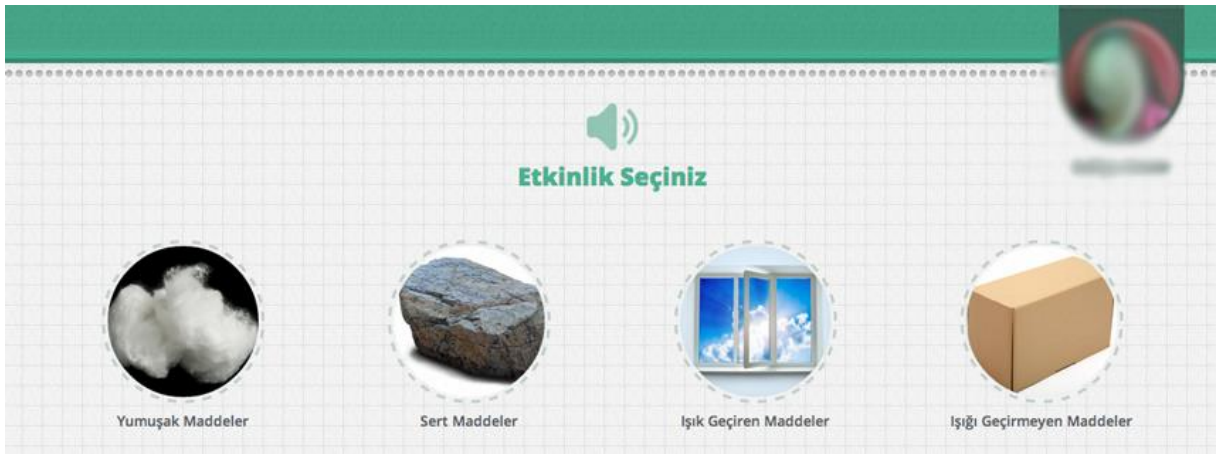 Etkinlik Seçiniz
Yumuşak Maddeler
Sert Maddeler
Işık Geçiren Maddeler
Işığı Geçirmeyen Maddeler